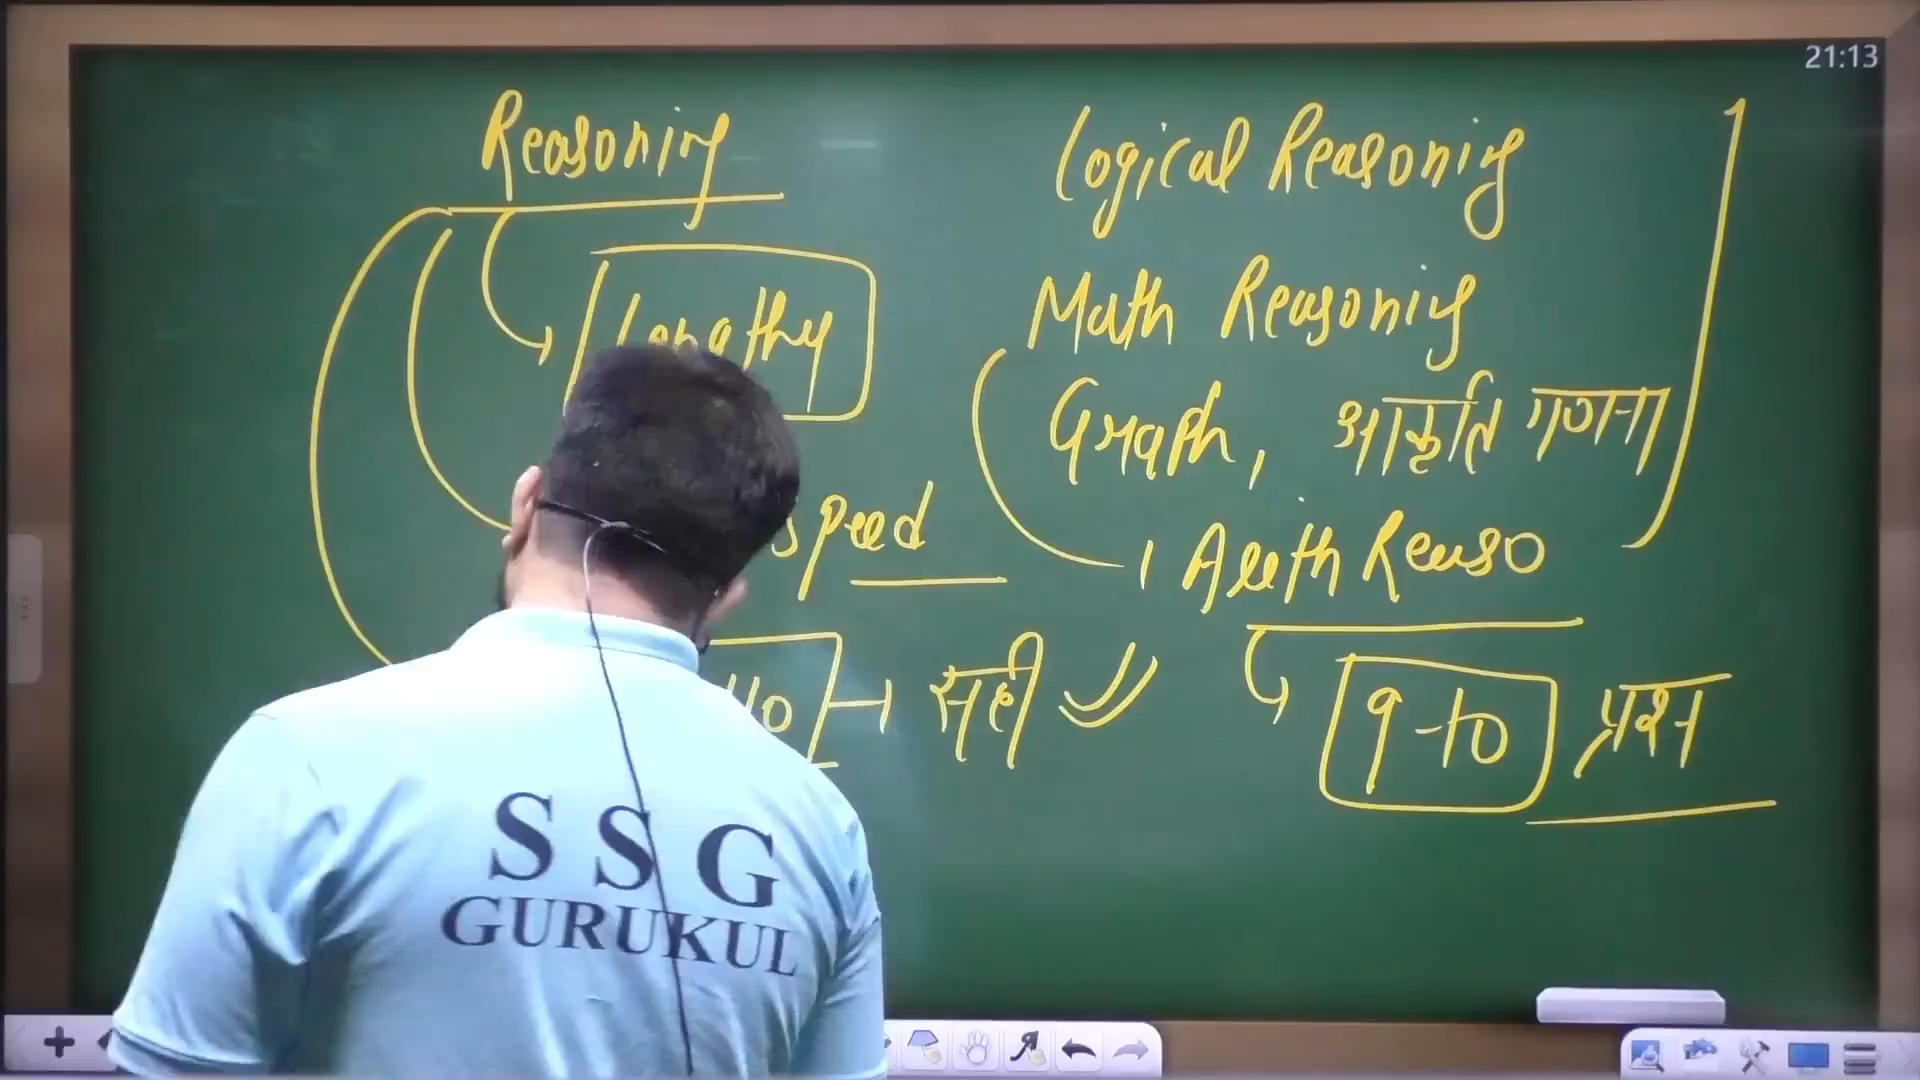 21:13
Reasoning
Lengthy
speed
सही
Logical Reasoning
Math Reasoning
Graph, आकृति गणना
, Arith Reaso
9-10 प्रश्न
SSG
GURUKUL